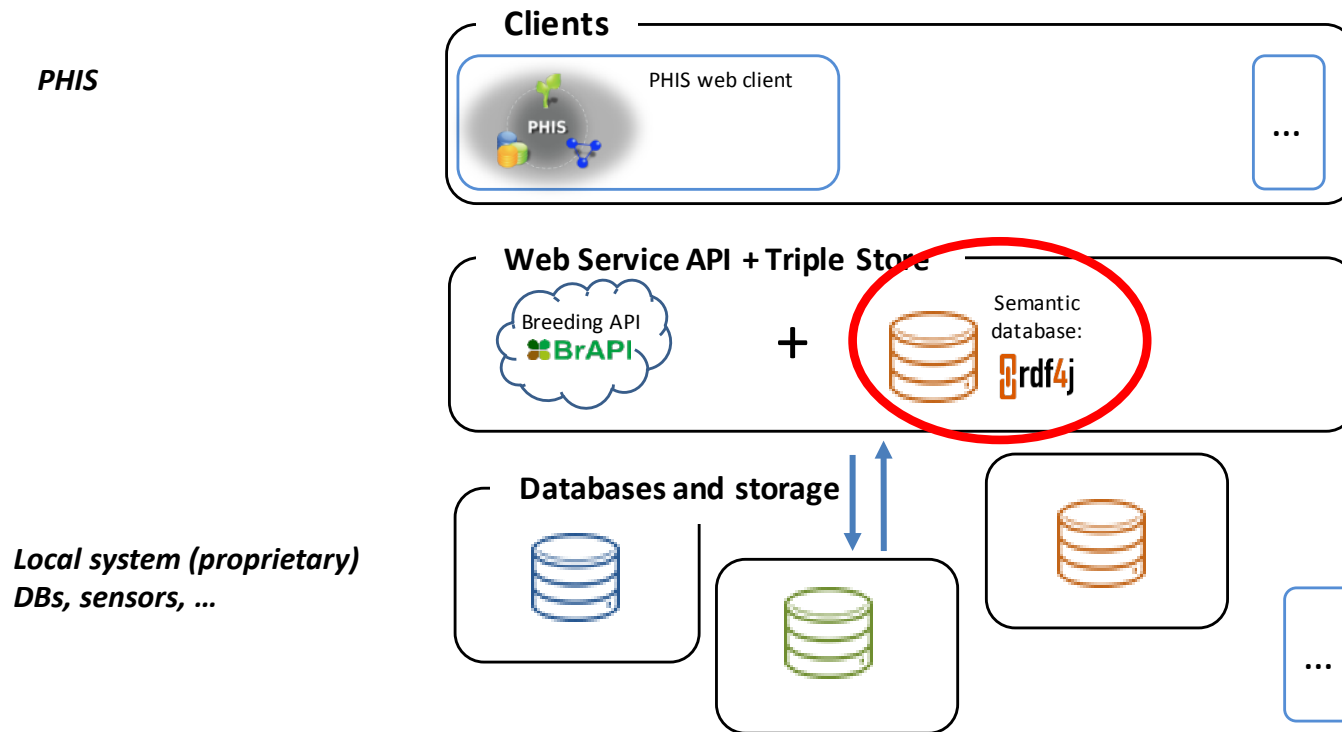 Clients
PHIS
PHIS web client
PHIS
...
Web Service API + Triple Store
Breeding API
BrAPI
+
Semantic
database:
rdf4j
Databases and storage
Local system (proprietary)
DBs, sensors, …
...